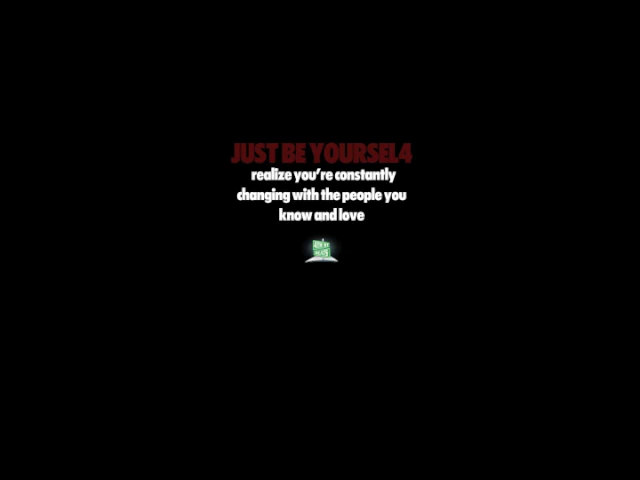 JUST BE YOURSEL4
realize you're constantly
changing with the people you
know and love